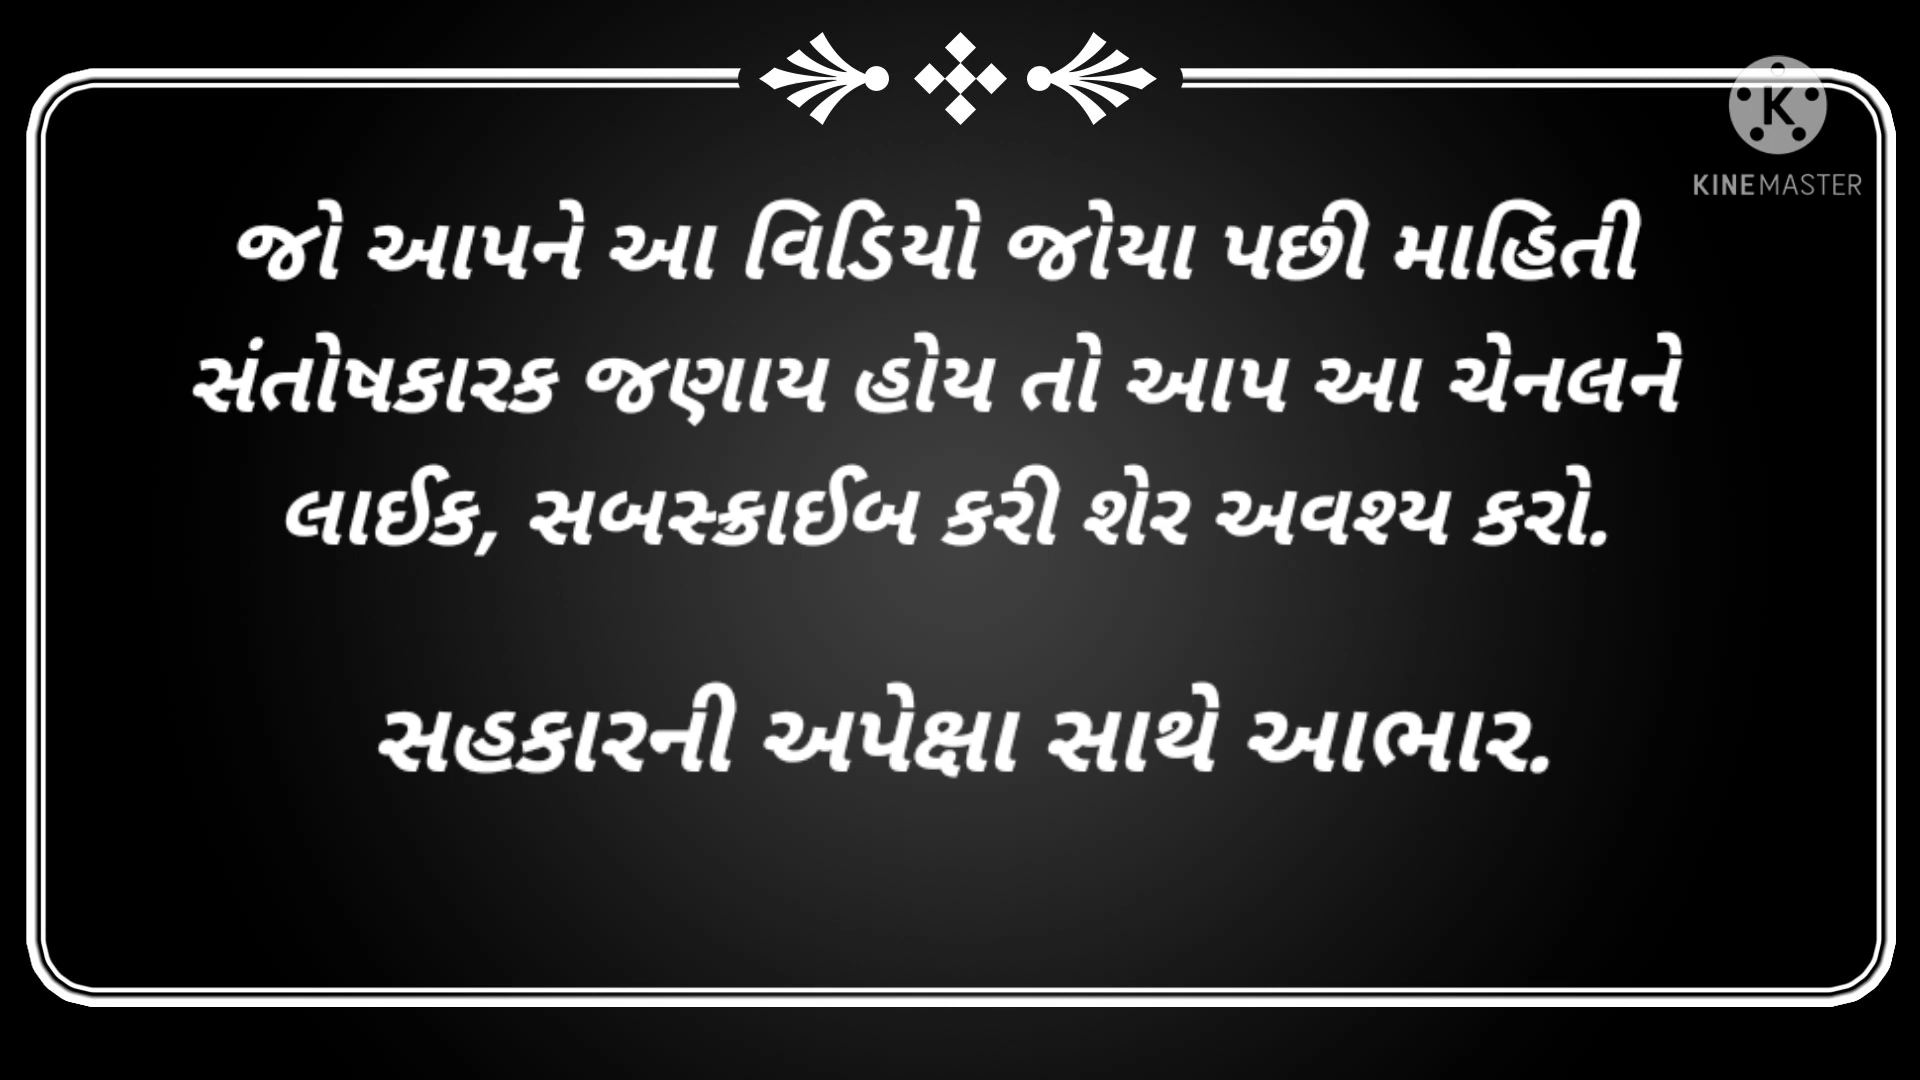 KINEMASTER
જો આપને આ વિડિયો જોયા પછી માહિતી
સંતોષકારક જણાય હોય તો આપ આ ચેનલને
લાઈક, સબસ્ક્રાઈબ કરી શેર અવશ્ય કરો.
સહકારની અપેક્ષા સાથે આભાર.